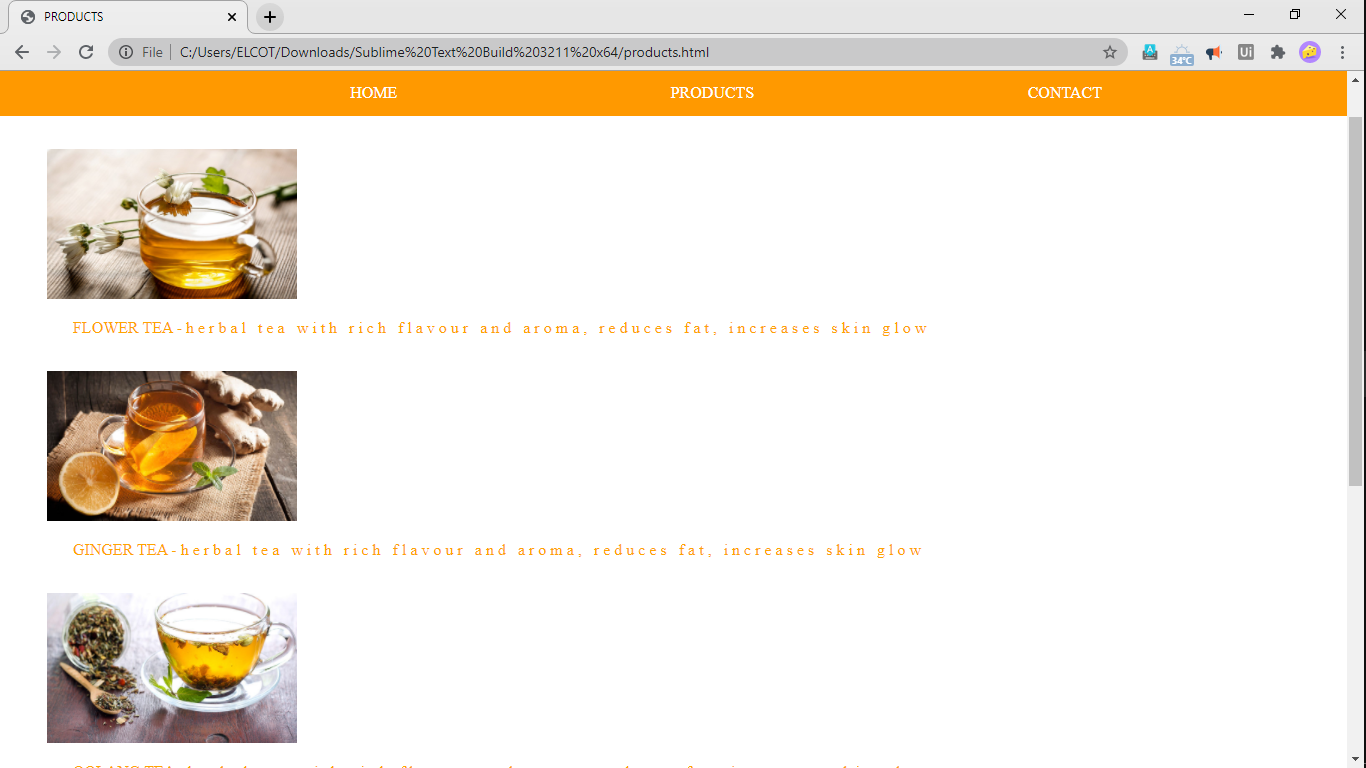 PRODUCTS
File
C:/Users/ELCOT/Downloads/Sublime%20Text%20Build%203211%20x64/products.html
34°C
Ui
HOME PRODUCTS CONTACT
FLOWER TEA-herbal tea with rich flavour and aroma, reduces fat, increases skin glow
GINGER TEA-herbal tea with rich flavour and aroma, reduces fat, increases skin glow